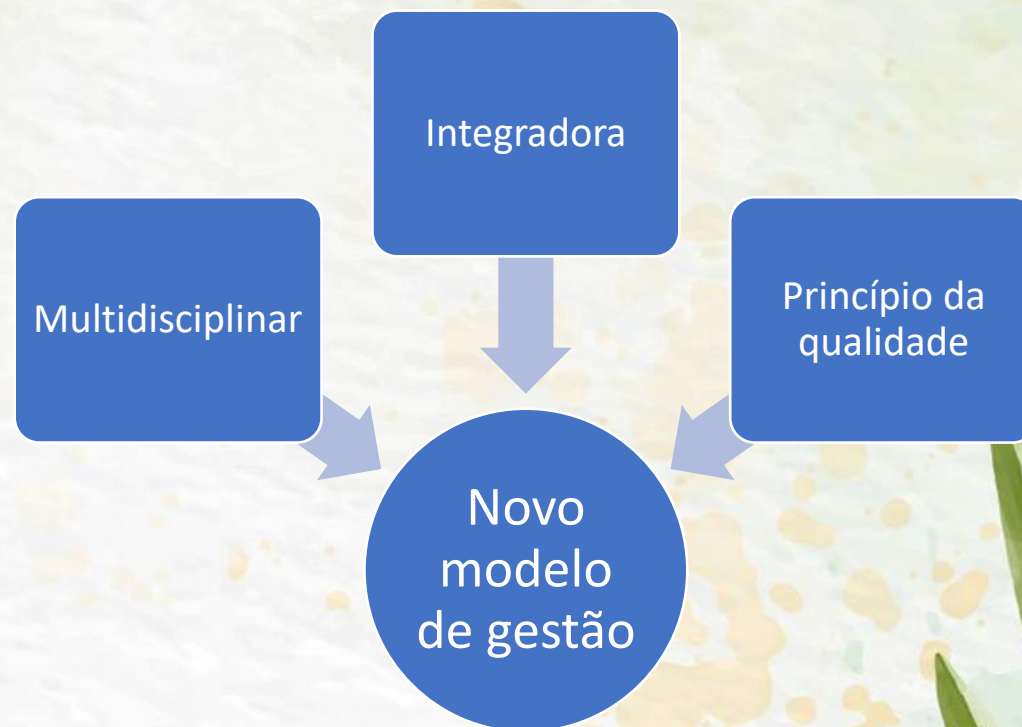 Integradora
Multidisciplinar
Princípio da
qualidade
Novo
modelo
de gestão